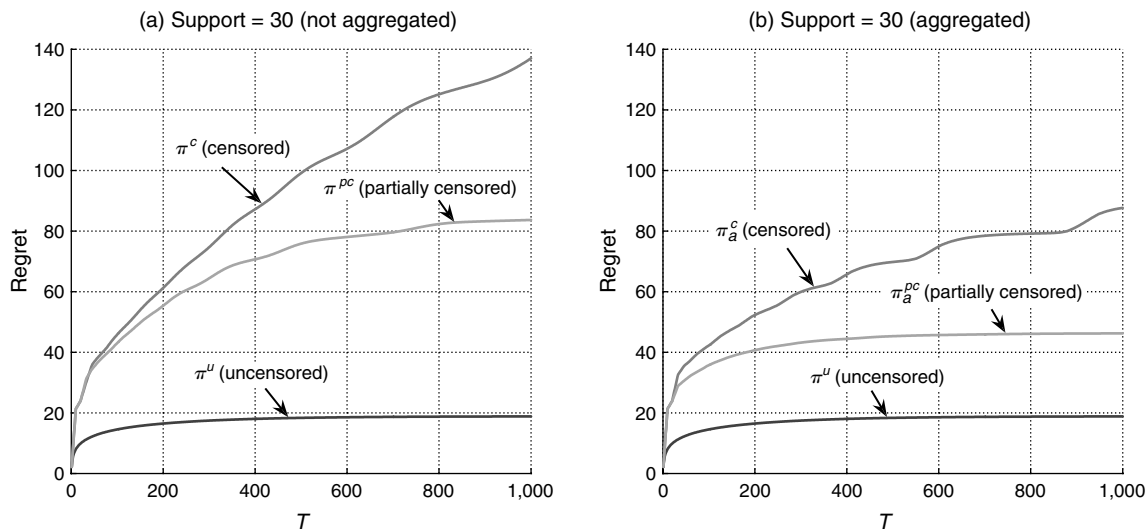 (a) Support = 30 (not aggregated)
140
120
100
80
60
40
20
0
Regret
π^c (censored)
π^pc (partially censored)
π^u (uncensored)
0 200 400 600 800 1,000
T
(b) Support = 30 (aggregated)
140
120
100
80
60
40
20
0
Regret
π_a^c (censored)
π_a^pc (partially censored)
π^u (uncensored)
0 200 400 600 800 1,000
T